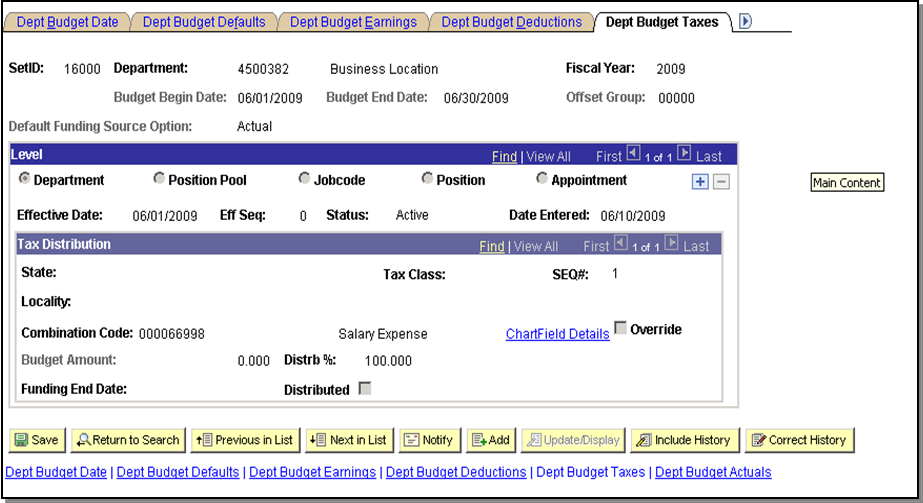 Dept Budget Date Dept Budget Defaults Dept Budget Earnings Dept Budget Deductions Dept Budget Taxes
SetID: 16000 Department: 4500382 Business Location Fiscal Year: 2009
Budget Begin Date: 06/01/2009 Budget End Date: 06/30/2009 Offset Group: 00000
Default Funding Source Option: Actual
Level Find | View All First 1 of 1 Last
Department Position Pool Jobcode Position Appointment
Main Content
Effective Date: 06/01/2009 Eff Seq: 0 Status: Active Date Entered: 06/10/2009
Tax Distribution Find | View All First 1 of 1 Last
State: Tax Class: SEQ#: 1
Locality:
Combination Code: 000066998 Salary Expense ChartField Details Override
Budget Amount: 0.000 Distrb %: 100.000
Funding End Date: Distributed
Save Return to Search Previous in List Next in List Notify Add Update/Display Include History Correct History
Dept Budget Date | Dept Budget Defaults | Dept Budget Earnings | Dept Budget Deductions | Dept Budget Taxes | Dept Budget Actuals